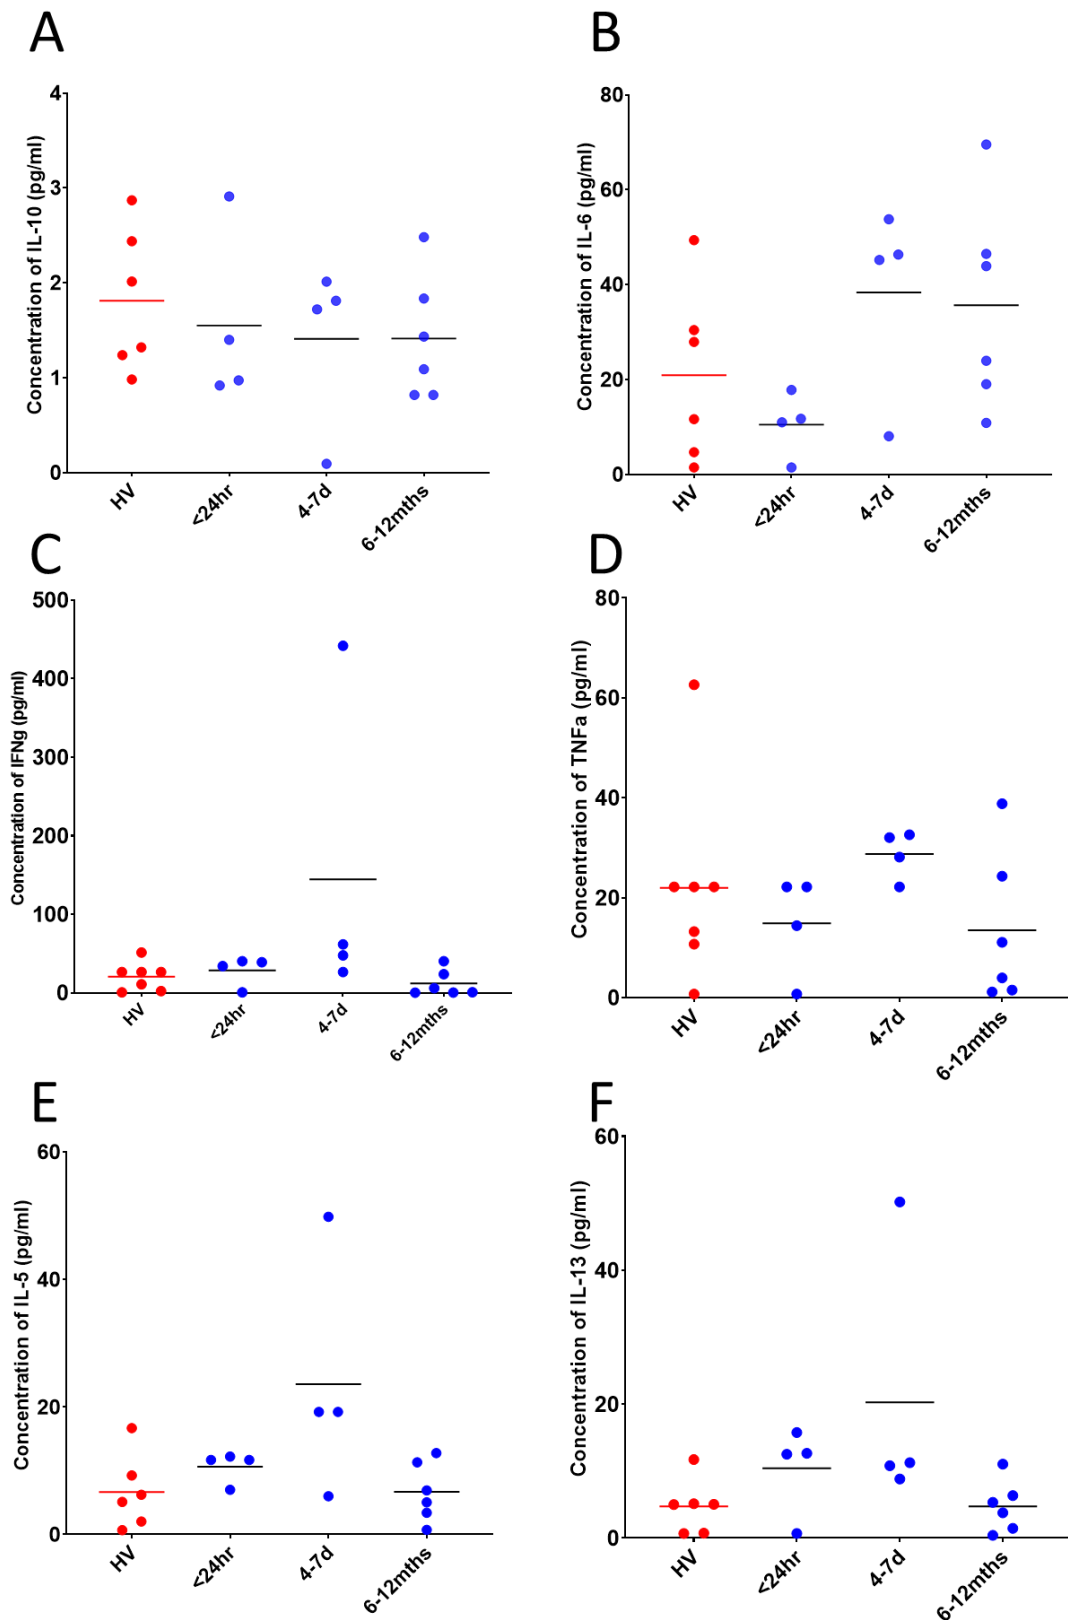 A
Concentration of IL-10 (pg/ml)
4
3
2
1
0
HV
<24hr
4-7d
6-12mths
B
Concentration of IL-6 (pg/ml)
80
60
40
20
0
HV
<24hr
4-7d
6-12mths
C
Concentration of IFNg (pg/ml)
500
400
300
200
100
0
HV
<24hr
4-7d
6-12mths
D
Concentration of TNFa (pg/ml)
80
60
40
20
0
HV
<24hr
4-7d
6-12mths
E
Concentration of IL-5 (pg/ml)
60
40
20
0
HV
<24hr
4-7d
6-12mths
F
Concentration of IL-13 (pg/ml)
60
40
20
0
HV
<24hr
4-7d
6-12mths